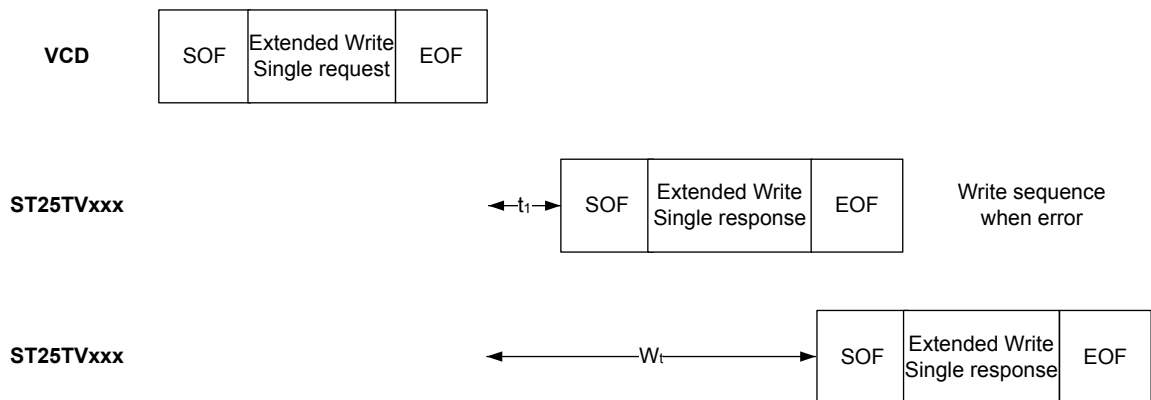 VCD
SOF
Extended Write
Single request
EOF
ST25TVxxx
t1
SOF
Extended Write
Single response
EOF
Write sequence
when error
ST25TVxxx
Wt
SOF
Extended Write
Single response
EOF